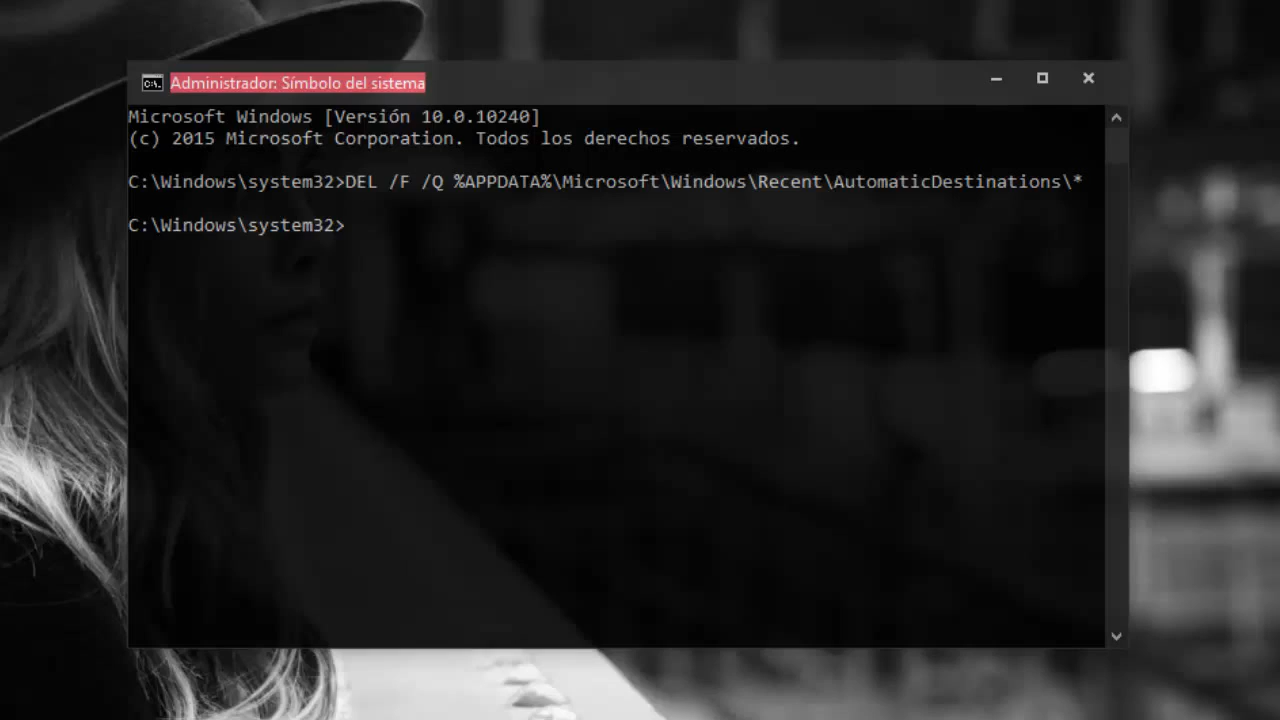 Administrador: Símbolo del sistema
Microsoft Windows [Versión 10.0.10240]
(c) 2015 Microsoft Corporation. Todos los derechos reservados.
C:\Windows\system32>DEL /F /Q %APPDATA%\Microsoft\Windows\Recent\AutomaticDestinations\*
C:\Windows\system32>